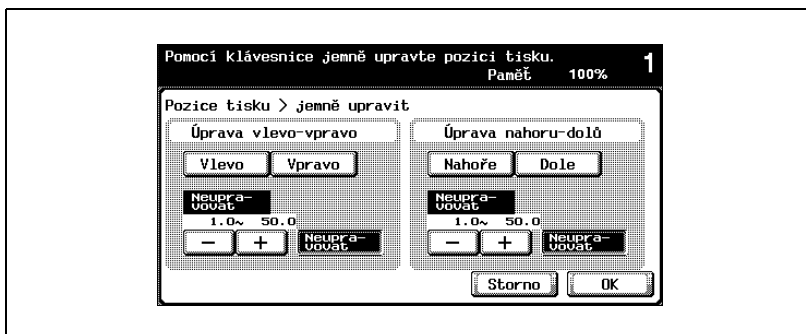 Pomocí klávesnice jemně upravte pozici tisku.
Paměť 100% 1
Pozice tisku > jemně upravit
Úprava vlevo-vpravo
Vlevo Vpravo
Neupra-
vovat
1.0~ 50.0
- + Neupra-
vovat
Úprava nahoru-dolů
Nahoře Dole
Neupra-
vovat
1.0~ 50.0
- + Neupra-
vovat
Storno OK